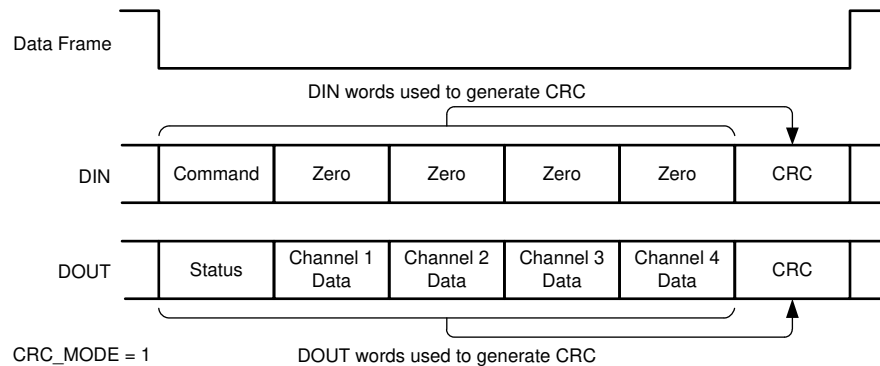 Data Frame
DIN words used to generate CRC
DIN
Command
Zero
Zero
Zero
Zero
CRC
DOUT
Status
Channel 1
Data
Channel 2
Data
Channel 3
Data
Channel 4
Data
CRC
CRC_MODE = 1
DOUT words used to generate CRC